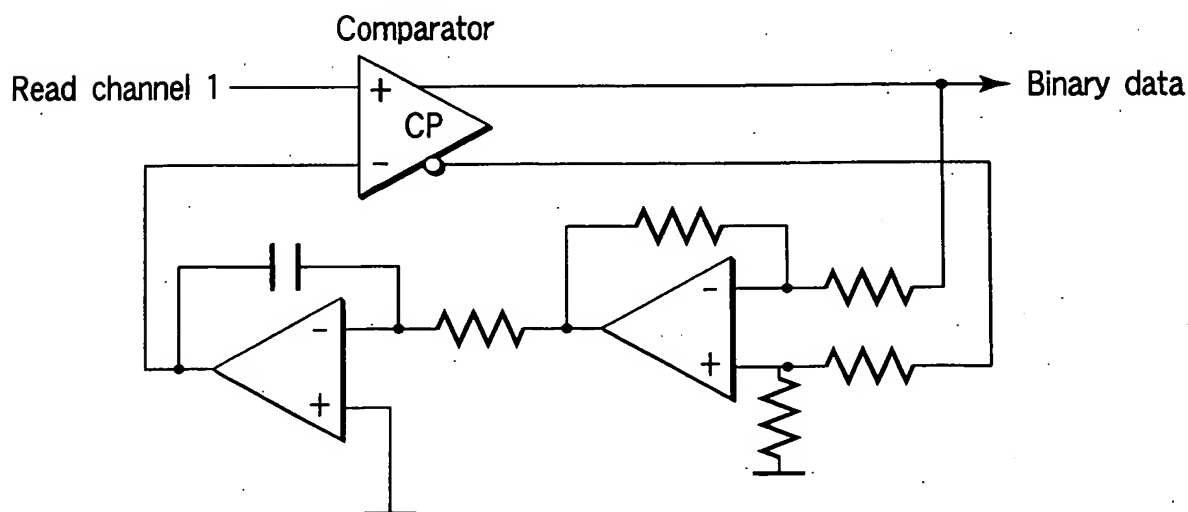 Comparator
Read channel 1
+
CP
-
Binary data
-
+
-
+